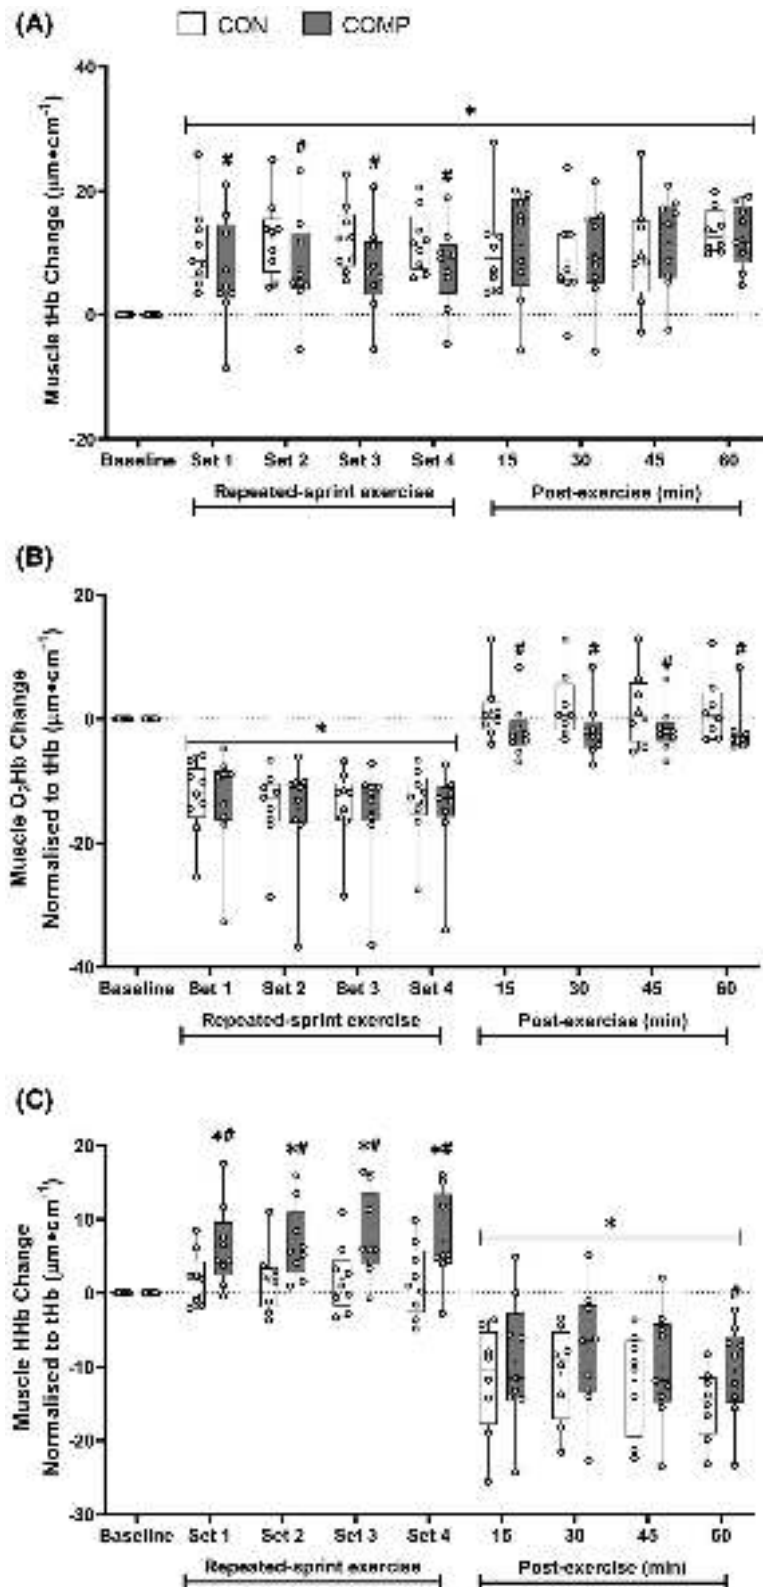 (A)
CON COMP
Muscle tHb Change (µm•cm⁻¹)
40
20
0
-20
*
# # # #
Baseline Set 1 Set 2 Set 3 Set 4 15 30 45 60
Repeated-sprint exercise Post-exercise (min)
(B)
Muscle O₂Hb Change
Normalised to tHb (µm•cm⁻¹)
20
0
-20
-40
# # # #
*
Baseline Set 1 Set 2 Set 3 Set 4 15 30 45 60
Repeated-sprint exercise Post-exercise (min)
(C)
Muscle HHb Change
Normalised to tHb (µm•cm⁻¹)
20
10
0
-10
-20
-30
*# *# *# *#
*
Baseline Set 1 Set 2 Set 3 Set 4 15 30 45 60
Repeated-sprint exercise Post-exercise (min)